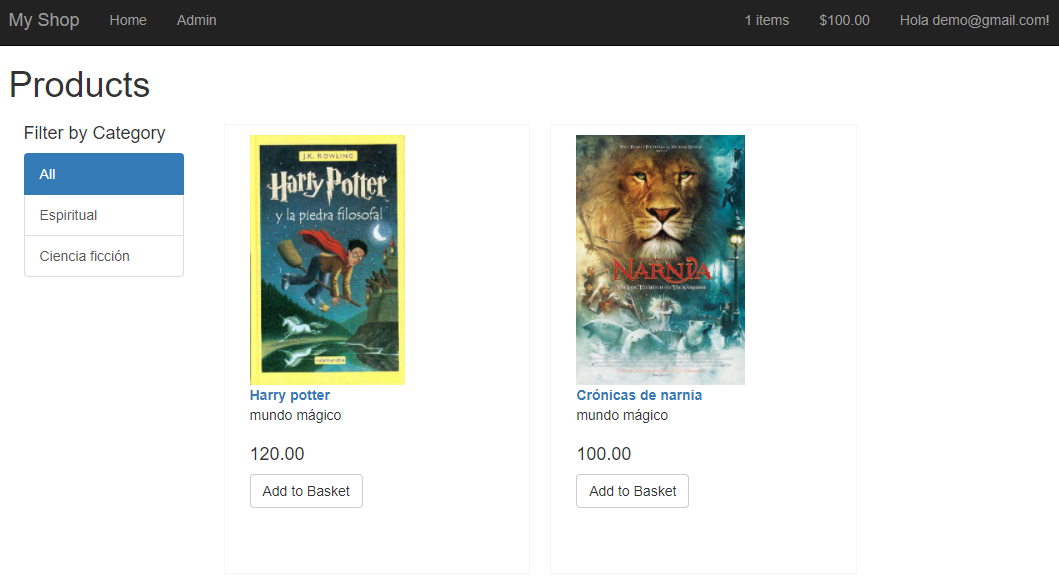 My Shop Home Admin 1 items $100.00 Hola demo@gmail.com!
Products
Filter by Category
All
Espiritual
Ciencia ficción
J.K. ROWLING
Harry Potter
y la piedra filosofal
salamandra
Harry potter
mundo mágico
120.00
Add to Basket
NARNIA
Crónicas de narnia
mundo mágico
100.00
Add to Basket